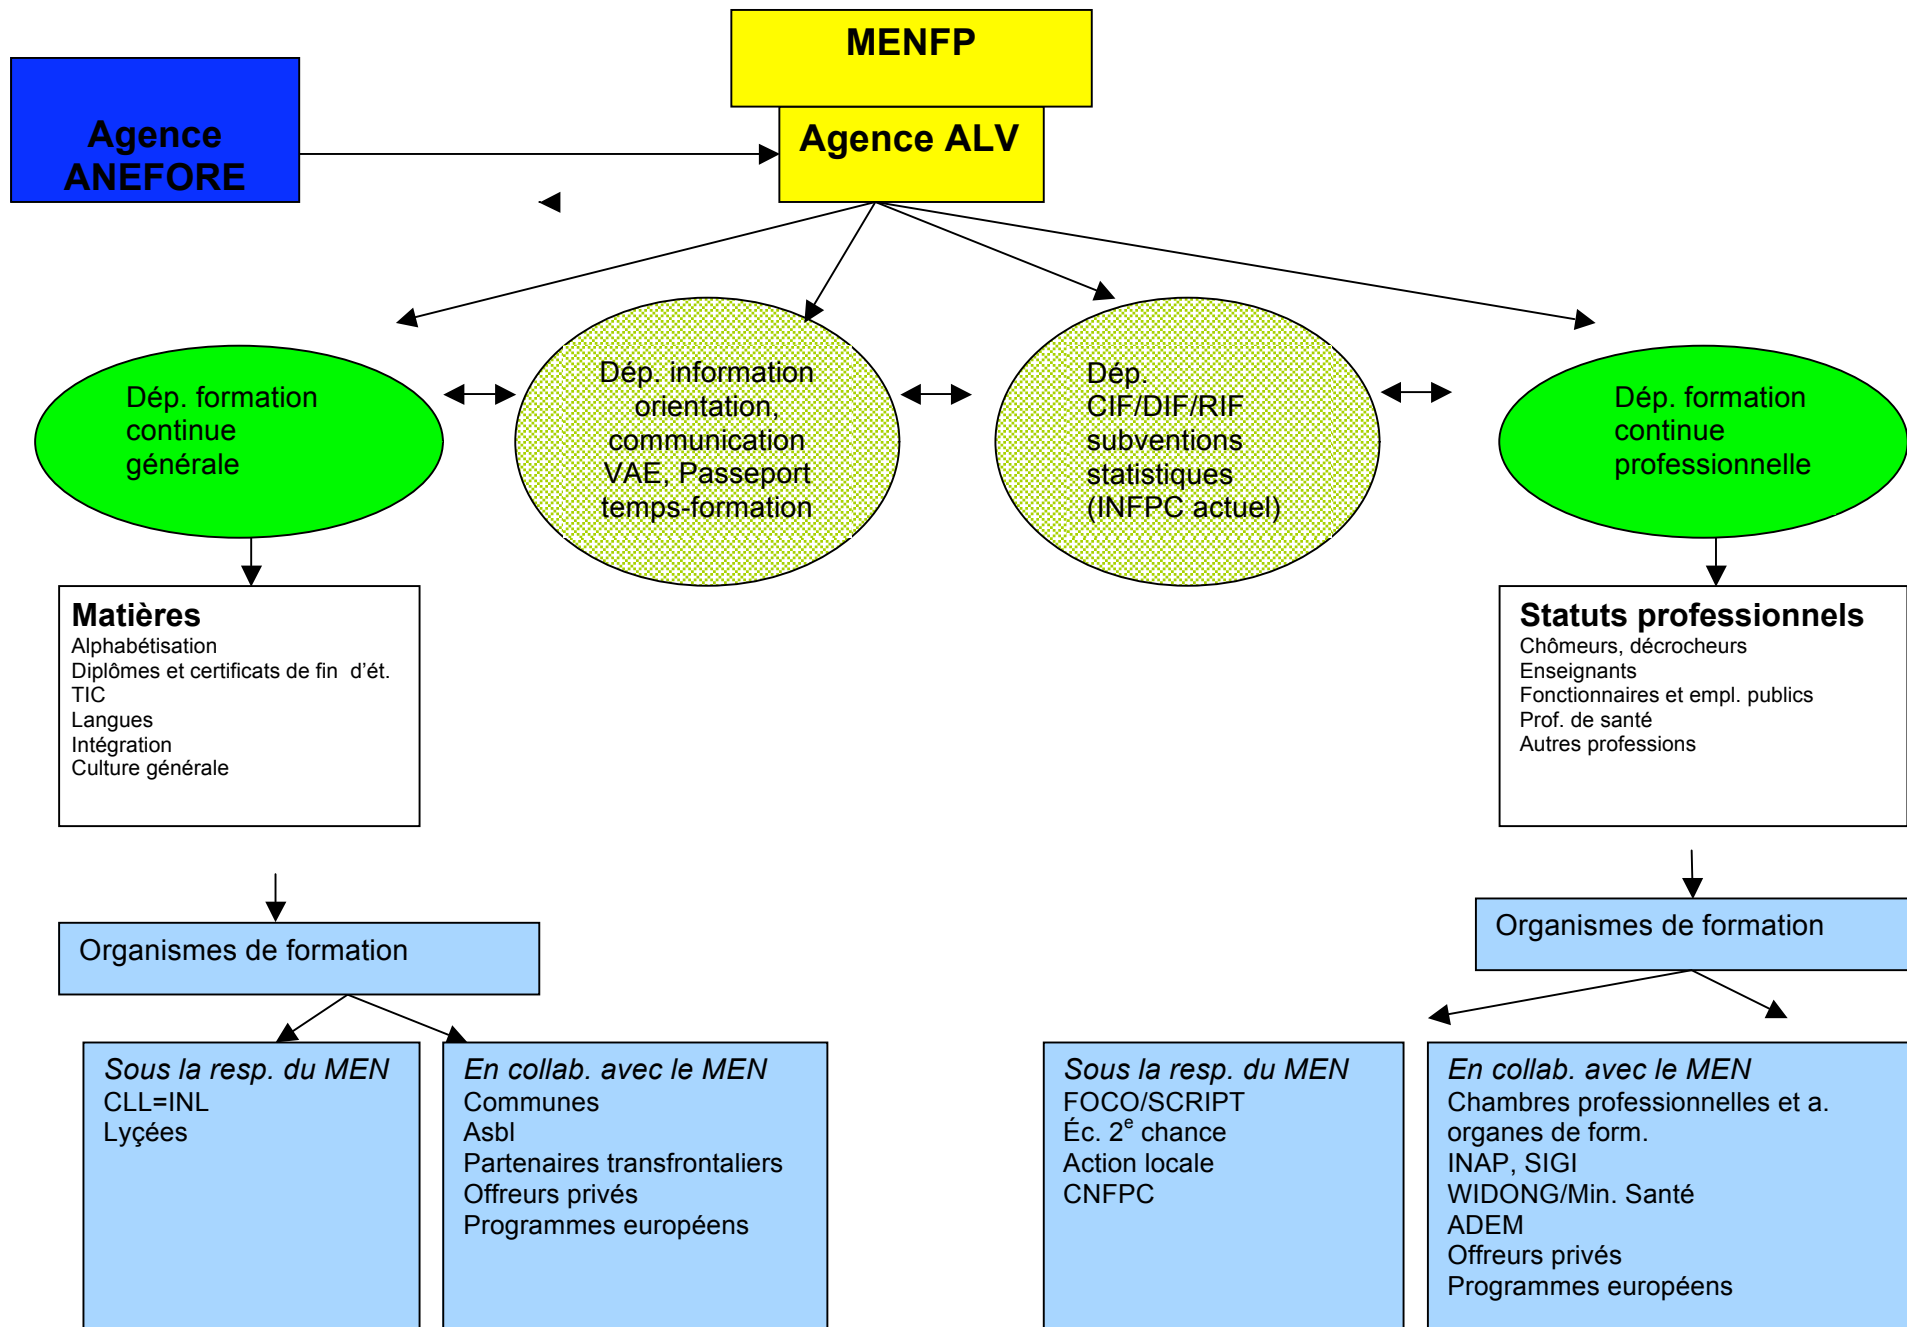 MENFP
Agence
ANEFORE
Agence ALV
Dép. formation
continue
générale
Dép. information
orientation,
communication
VAE, Passeport
temps-formation
Dép.
CIF/DIF/RIF
subventions
statistiques
(INFPC actuel)
Dép. formation
continue
professionnelle
Matières
Alphabétisation
Diplômes et certificats de fin  d'ét.
TIC
Langues
Intégration
Culture générale
Statuts professionnels
Chômeurs, décrocheurs
Enseignants
Fonctionnaires et empl. publics
Prof. de santé
Autres professions
Organismes de formation
Organismes de formation
Sous la resp. du MEN
CLL=INL
Lyçées
En collab. avec le MEN
Communes
Asbl
Partenaires transfrontaliers
Offreurs privés
Programmes européens
Sous la resp. du MEN
FOCO/SCRIPT
Éc. 2e chance
Action locale
CNFPC
En collab. avec le MEN
Chambres professionnelles et a.
organes de form.
INAP, SIGI
WIDONG/Min. Santé
ADEM
Offreurs privés
Programmes européens